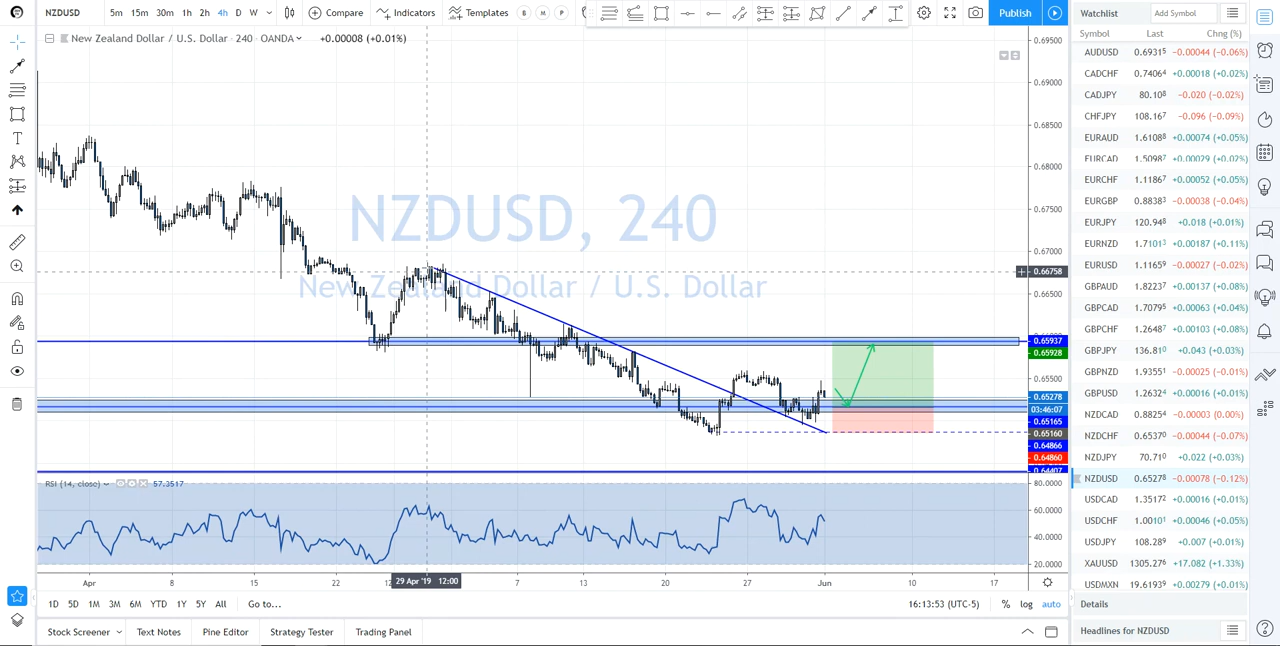 NZDUSD 5m 15m 30m 1h 2h 4h D W Compare Indicators Templates B M P Publish
New Zealand Dollar / U.S. Dollar · 240 · OANDA +0.00008 (+0.01%)
NZDUSD, 240
New Zealand Dollar / U.S. Dollar
0.69500
0.69000
0.68500
0.68000
0.67500
0.67000
0.66758
0.66500
0.65937
0.65928
0.65500
0.65278
03:46:07
0.65165
0.65160
0.64866
0.64860
0.64407
RSI (14, close) 57.3517
80.0000
60.0000
40.0000
20.0000
Apr 8 15 22 29 Apr '19 12:00 7 13 20 27 Jun 10 17
1D 5D 1M 3M 6M YTD 1Y 5Y All Go to... 16:13:53 (UTC-5) % log auto
Stock Screener Text Notes Pine Editor Strategy Tester Trading Panel
Watchlist Add Symbol
Symbol Last Chng (%)
AUDUSD 0.69315 -0.00044 (-0.06%)
CADCHF 0.74064 +0.00018 (+0.02%)
CADJPY 80.108 -0.020 (-0.02%)
CHFJPY 108.167 -0.096 (-0.09%)
EURAUD 1.61088 +0.00074 (+0.05%)
EURCAD 1.50987 +0.00029 (+0.02%)
EURCHF 1.11867 +0.00052 (+0.05%)
EURGBP 0.88383 -0.00038 (-0.04%)
EURJPY 120.948 +0.018 (+0.01%)
EURNZD 1.71013 +0.00187 (+0.11%)
EURUSD 1.11659 -0.00027 (-0.02%)
GBPAUD 1.82237 +0.00137 (+0.08%)
GBPCAD 1.70795 +0.00063 (+0.04%)
GBPCHF 1.26487 +0.00103 (+0.08%)
GBPJPY 136.810 +0.043 (+0.03%)
GBPNZD 1.93551 -0.00025 (-0.01%)
GBPUSD 1.26324 +0.00016 (+0.01%)
NZDCAD 0.88254 -0.00003 (0.00%)
NZDCHF 0.65370 -0.00044 (-0.07%)
NZDJPY 70.710 +0.022 (+0.03%)
NZDUSD 0.65278 -0.00078 (-0.12%)
USDCAD 1.35172 +0.00016 (+0.01%)
USDCHF 1.00101 +0.00046 (+0.05%)
USDJPY 108.289 +0.007 (+0.01%)
XAUUSD 1305.276 +17.082 (+1.33%)
USDMXN 19.61939 +0.00279 (+0.01%)
Details
Headlines for NZDUSD